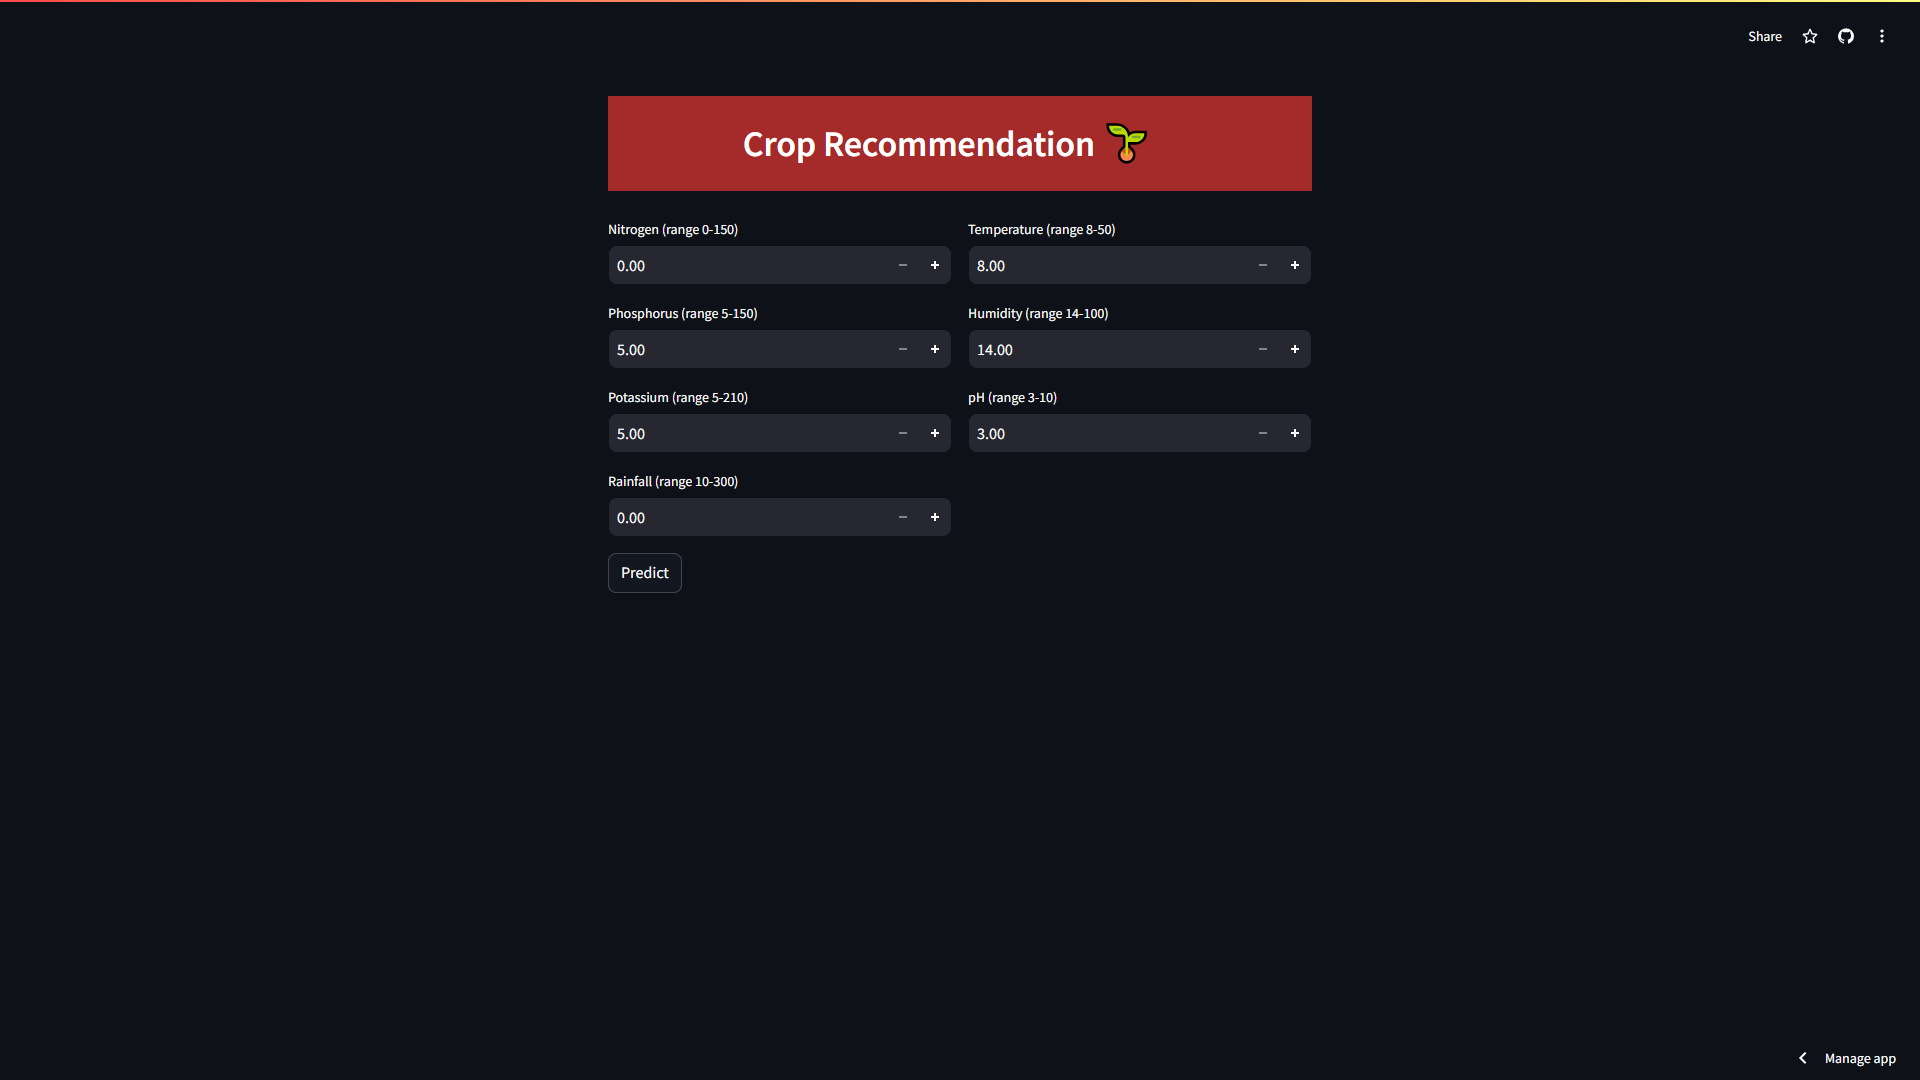 Share
Crop Recommendation
Nitrogen (range 0-150)
0.00
Temperature (range 8-50)
8.00
Phosphorus (range 5-150)
5.00
Humidity (range 14-100)
14.00
Potassium (range 5-210)
5.00
pH (range 3-10)
3.00
Rainfall (range 10-300)
0.00
Predict
Manage app